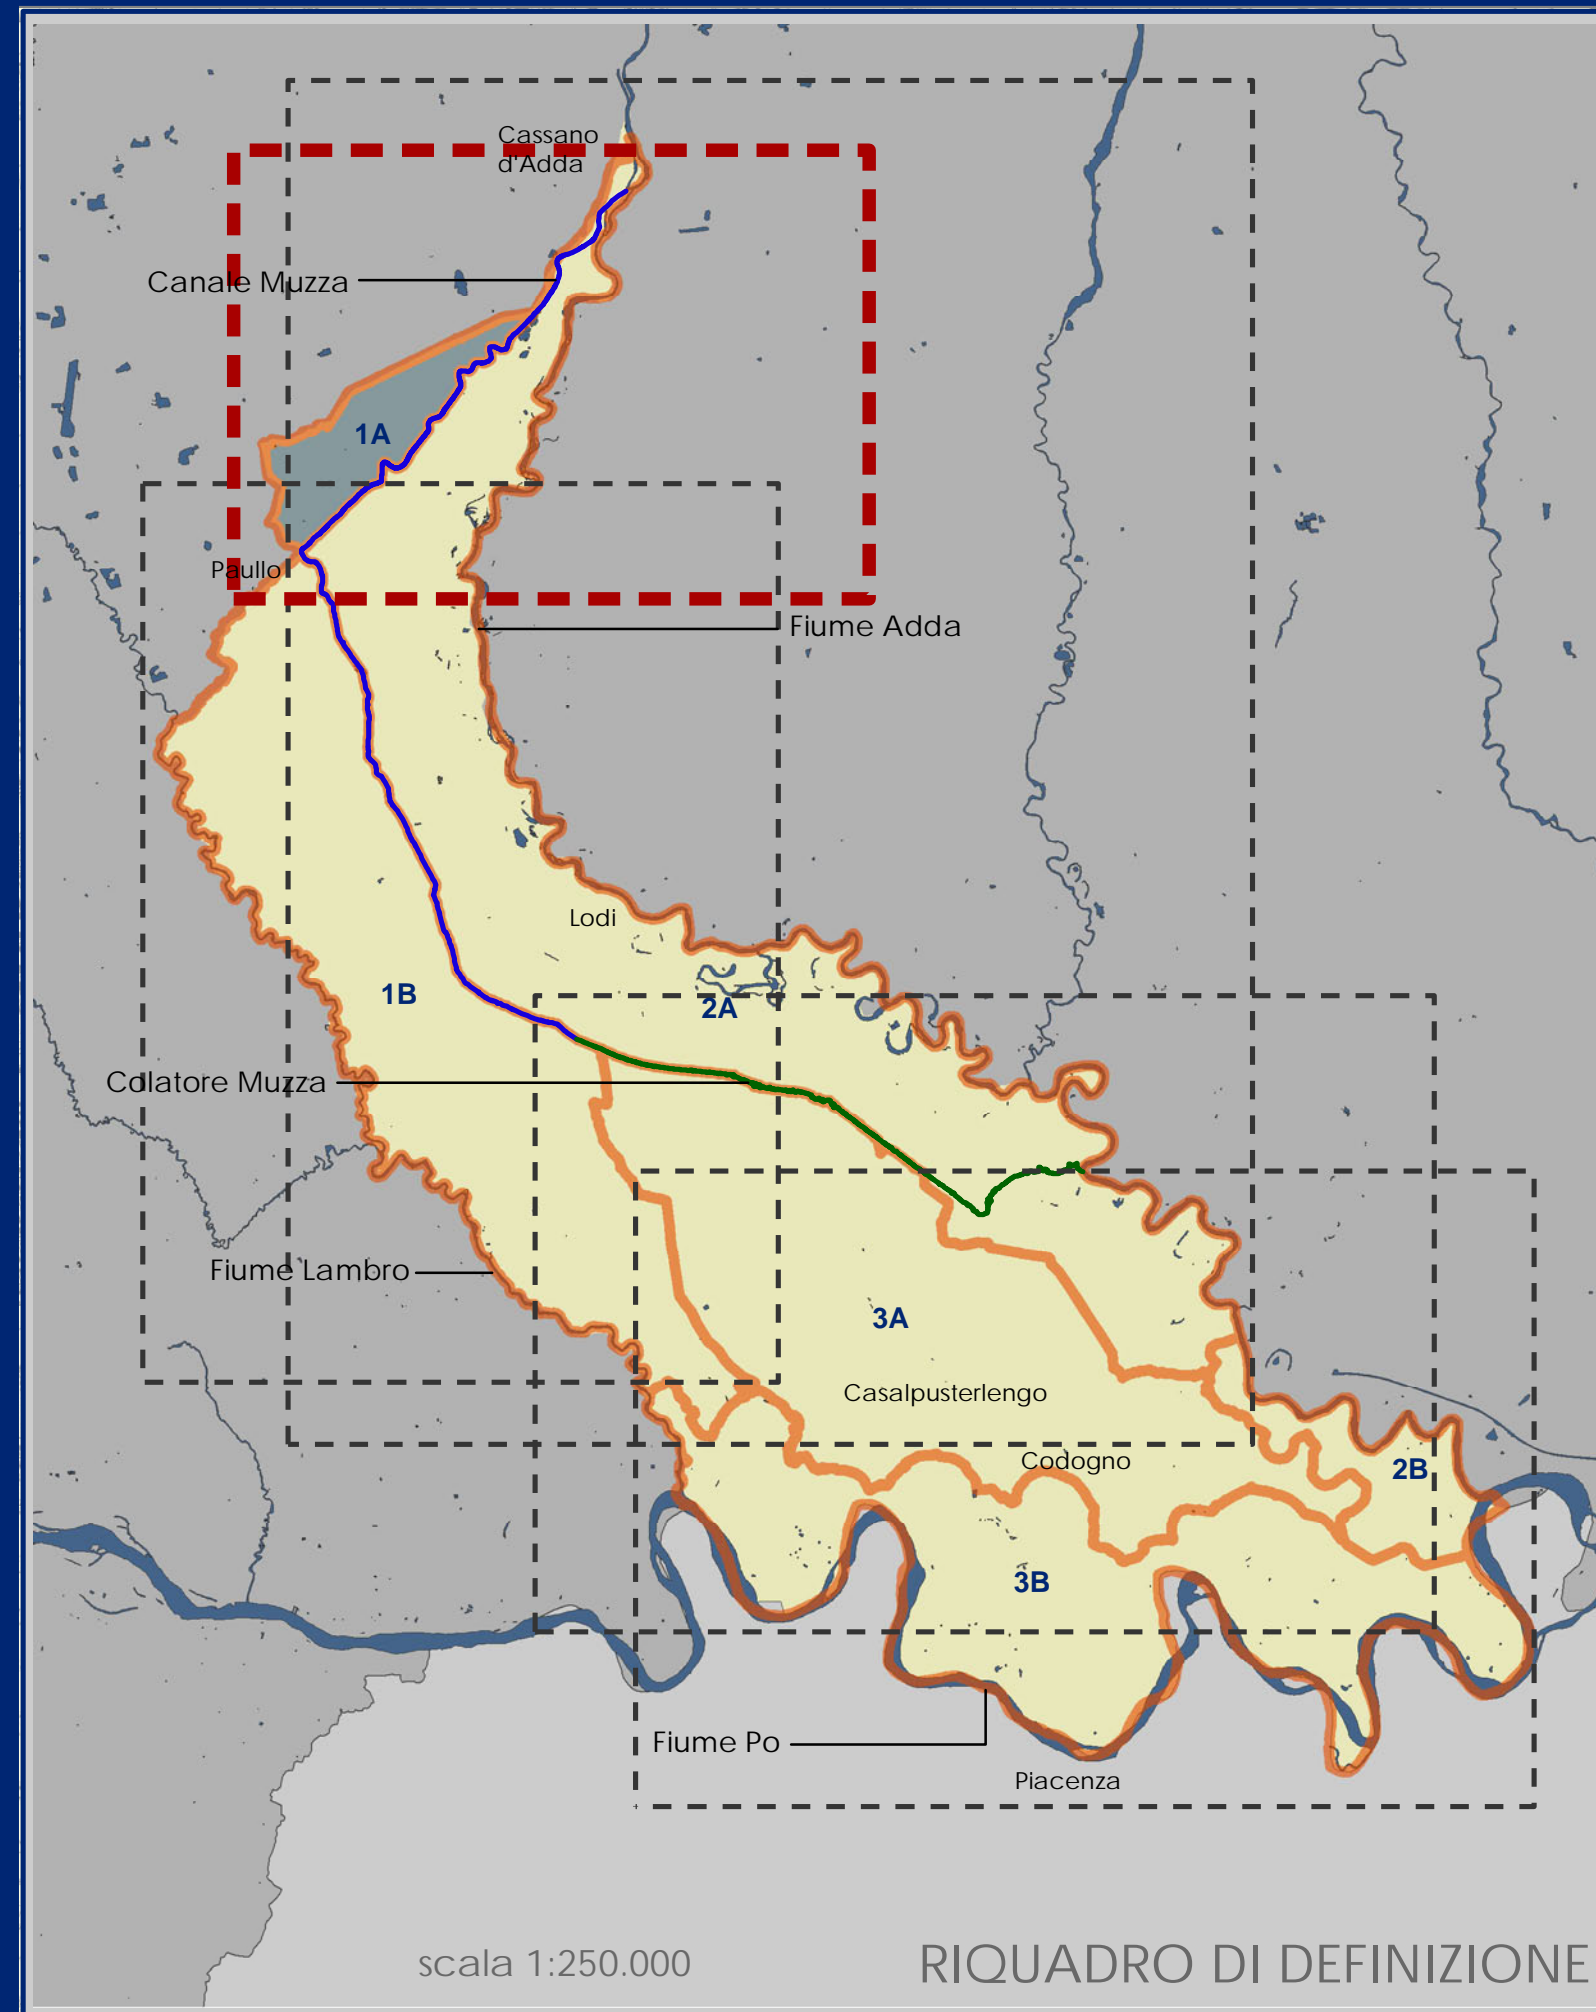 Cassano
d'Adda
Canale Muzza
1A
Paullo
Fiume Adda
Lodi
1B
2A
Colatore Muzza
Fiume Lambro
3A
Casalpusterlengo
Codogno
2B
3B
Fiume Po
Piacenza
scala 1:250.000
RIQUADRO DI DEFINIZIONE